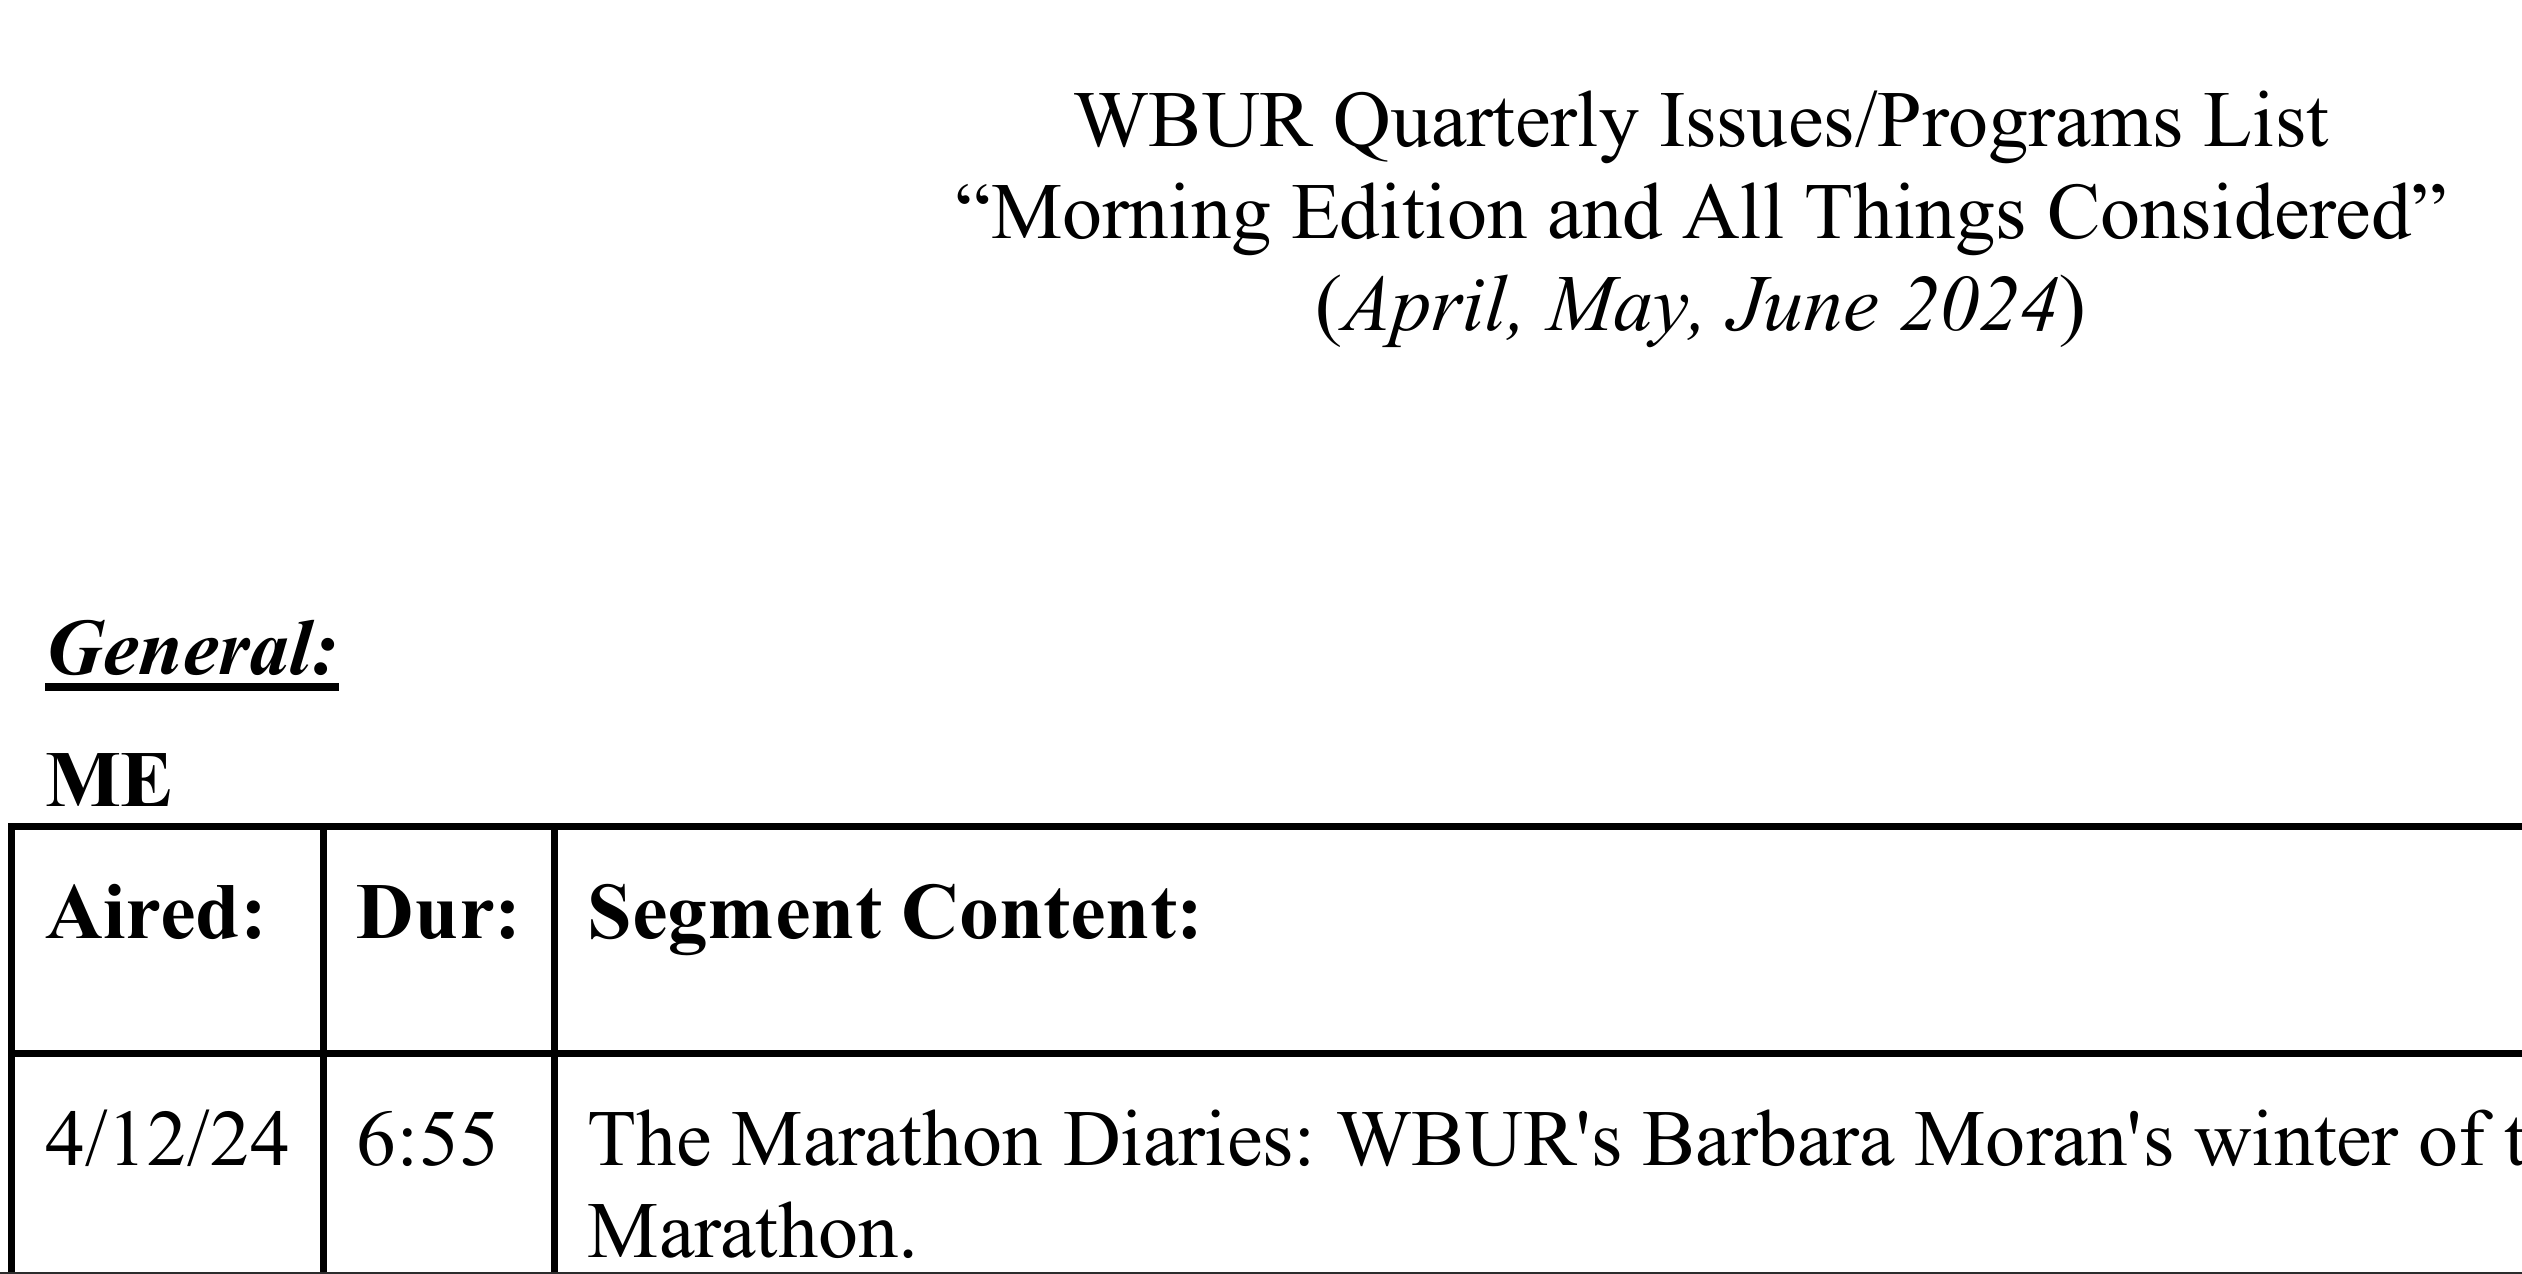 WBUR Quarterly Issues/Programs List
“Morning Edition and All Things Considered”
(April, May, June 2024)
General:
ME
Aired: Dur: Segment Content:
4/12/24 6:55 The Marathon Diaries: WBUR's Barbara Moran's winter of
Marathon.